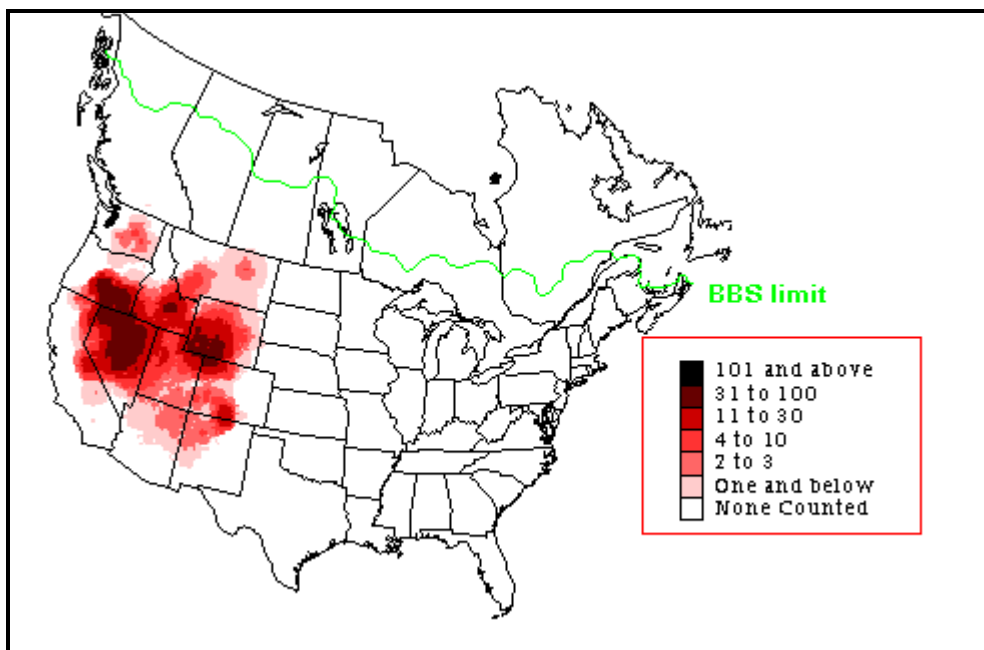 BBS limit
101 and above
31 to 100
11 to 30
4 to 10
2 to 3
One and below
None Counted